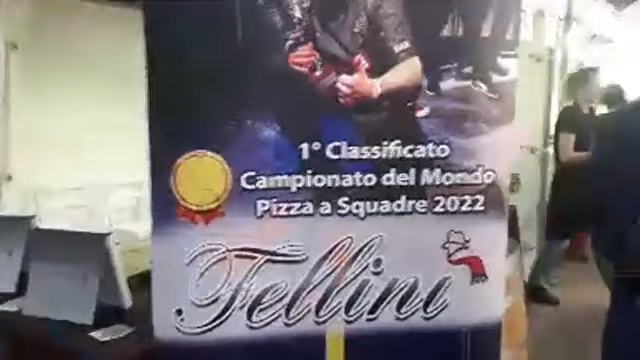 1° Classificato
Campionato del Mondo
Pizza a Squadre 2022
Fellini